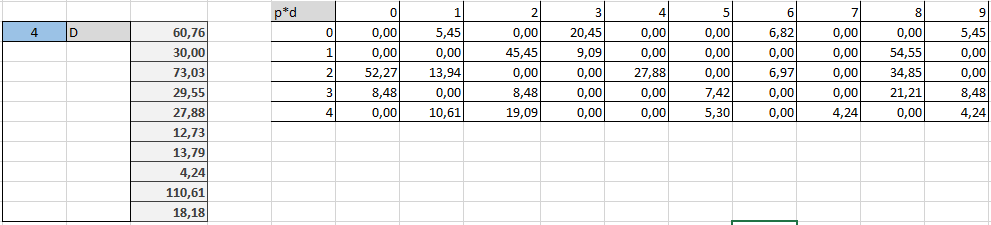 p*d 0 1 2 3 4 5 6 7 8 9
4 D 60,76 0 0,00 5,45 0,00 20,45 0,00 0,00 6,82 0,00 0,00 5,45
30,00 1 0,00 0,00 45,45 9,09 0,00 0,00 0,00 0,00 54,55 0,00
73,03 2 52,27 13,94 0,00 0,00 27,88 0,00 6,97 0,00 34,85 0,00
29,55 3 8,48 0,00 8,48 0,00 0,00 7,42 0,00 0,00 21,21 8,48
27,88 4 0,00 10,61 19,09 0,00 0,00 5,30 0,00 4,24 0,00 4,24
12,73
13,79
4,24
110,61
18,18